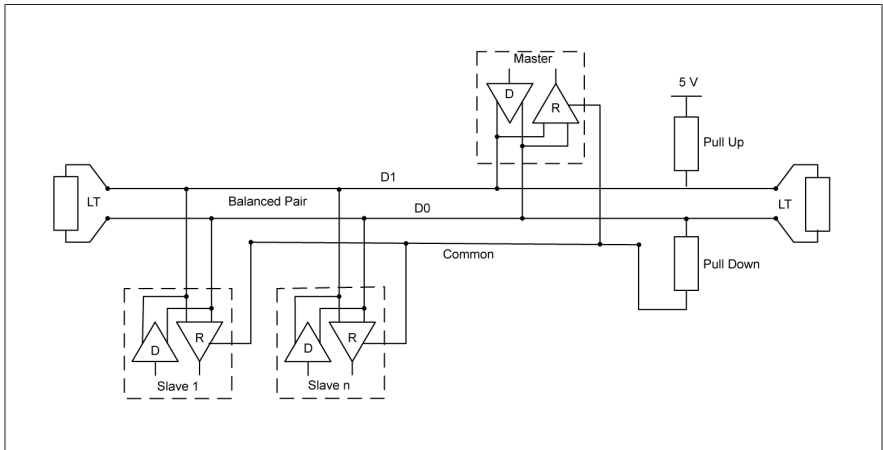 Master
5 V
D
R
Pull Up
D1
LT
Balanced Pair
D0
LT
Common
Pull Down
D
R
Slave 1
D
R
Slave n